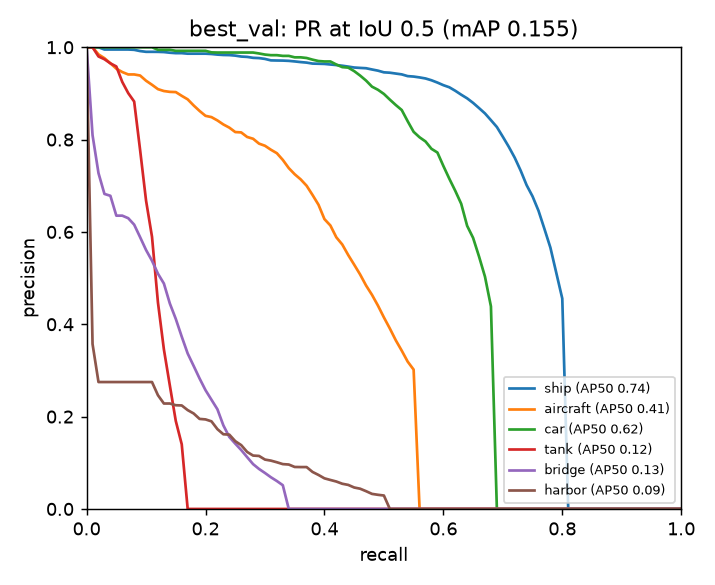 best_val: PR at IoU 0.5 (mAP 0.155)
precision
1.0
0.8
0.6
0.4
0.2
0.0
0.0 0.2 0.4 0.6 0.8 1.0
recall
ship (AP50 0.74)
aircraft (AP50 0.41)
car (AP50 0.62)
tank (AP50 0.12)
bridge (AP50 0.13)
harbor (AP50 0.09)